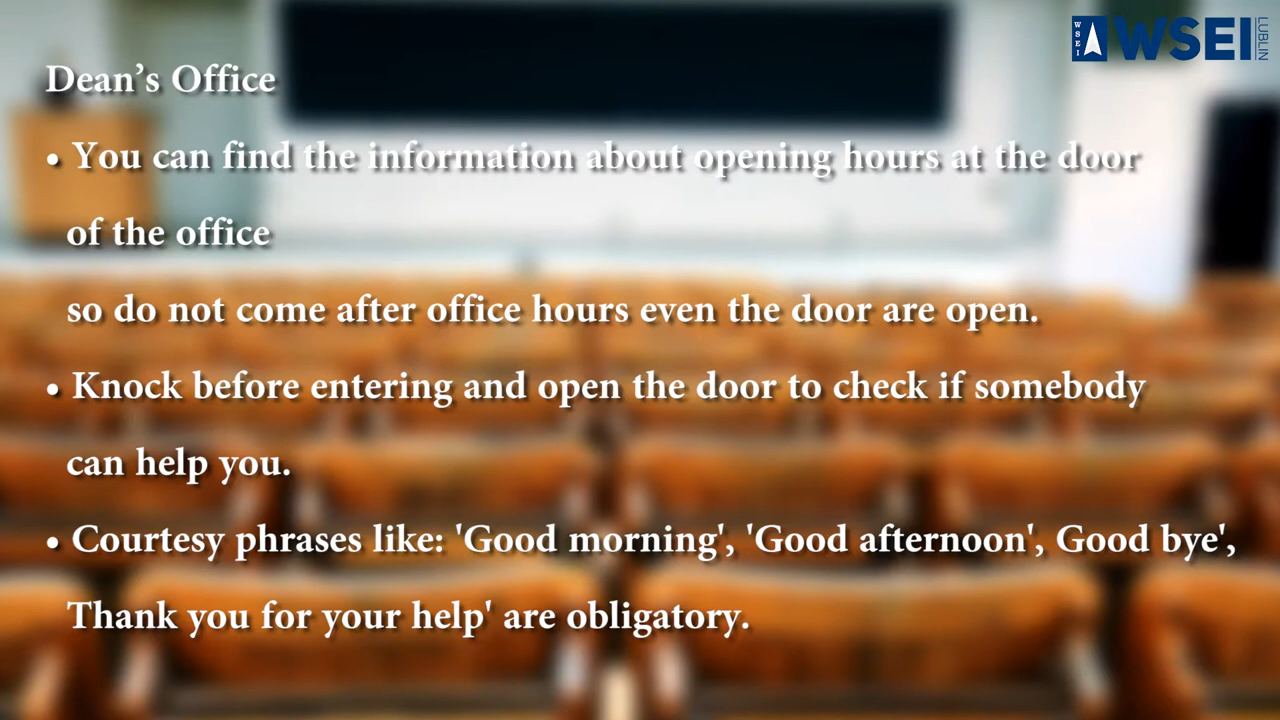 WSEI
WSEI
LUBLIN
Dean’s Office
• You can find the information about opening hours at the door
of the office
so do not come after office hours even the door are open.
• Knock before entering and open the door to check if somebody
can help you.
• Courtesy phrases like: 'Good morning', 'Good afternoon', Good bye',
Thank you for your help' are obligatory.